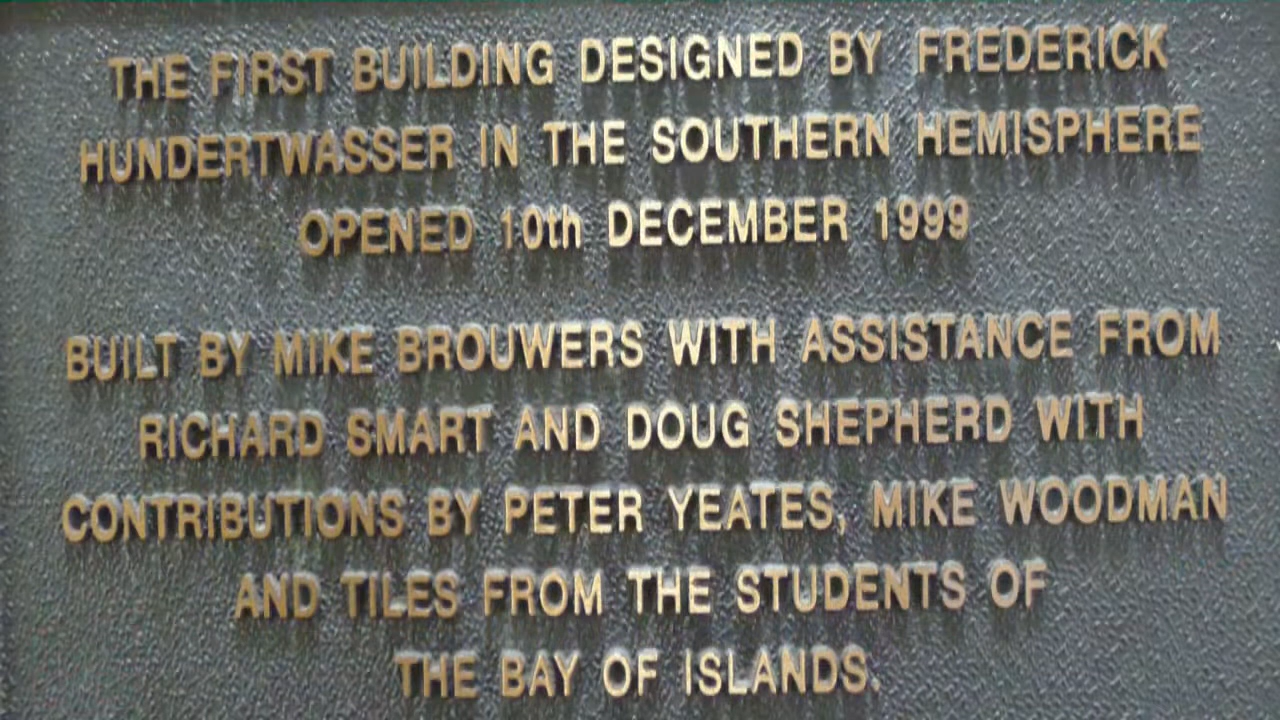 THE FIRST BUILDING DESIGNED BY FREDERICK
HUNDERTWASSER IN THE SOUTHERN HEMISPHERE
OPENED 10th DECEMBER 1999
BUILT BY MIKE BROUWERS WITH ASSISTANCE FROM
RICHARD SMART AND DOUG SHEPHERD WITH
CONTRIBUTIONS BY PETER YEATES, MIKE WOODMAN
AND TILES FROM THE STUDENTS OF
THE BAY OF ISLANDS.